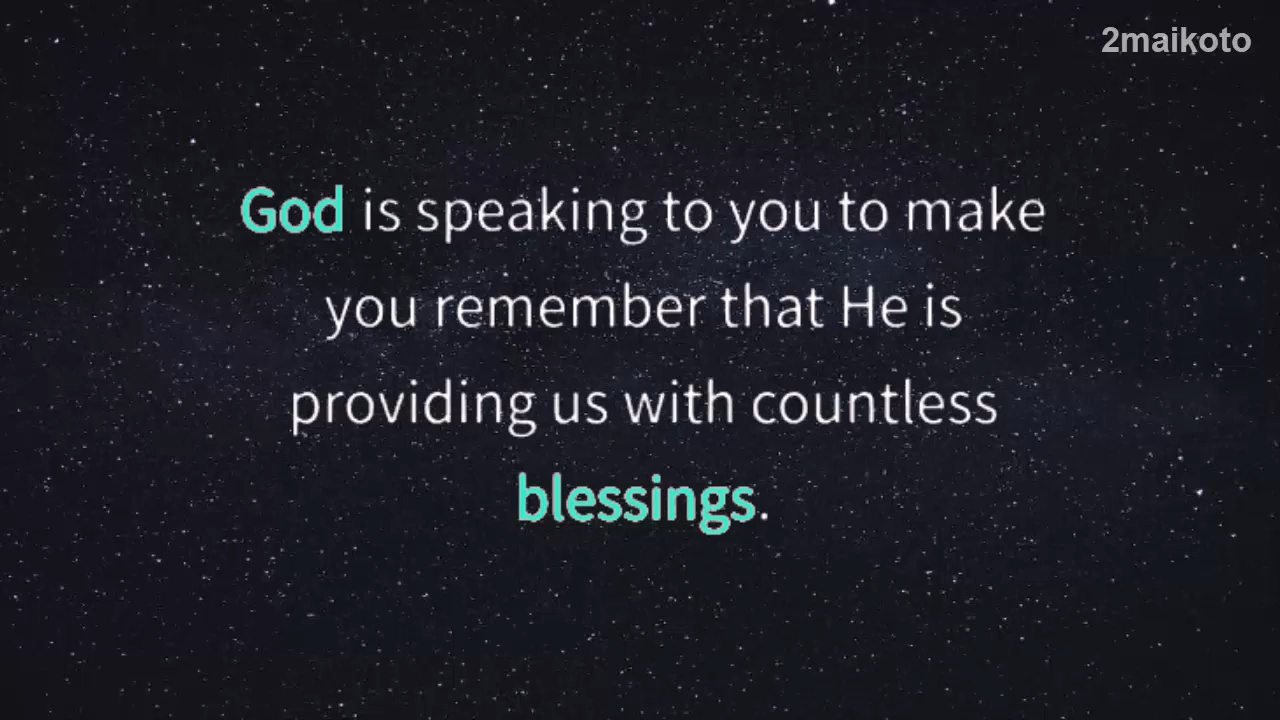 2maikoto
God is speaking to you to make
you remember that He is
providing us with countless
blessings.